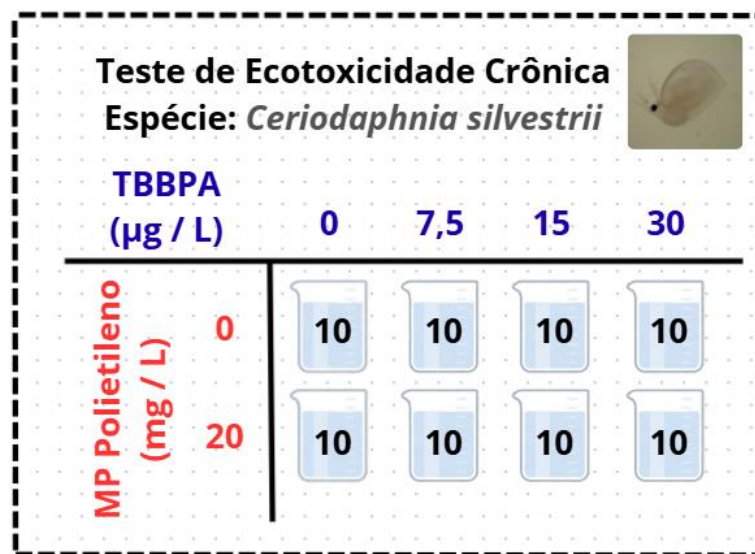 Teste de Ecotoxicidade Crônica
Espécie: Ceriodaphnia silvestrii
TBBPA
(µg / L)
0 7,5 15 30
MP Polietileno
(mg / L)
0 10 10 10 10
20 10 10 10 10